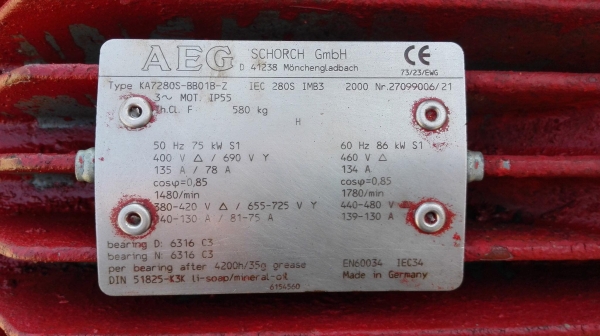 AEG SCHORCH GmbH
D 41238 Mönchengladbach
CE
73/23/EWG
Type KA7280S-BB01B-Z IEC 280S IMB3 2000 Nr.27099006/21
3~ MOT. IP55
Th.Cl. F 580 kg
H
50 Hz 75 kW S1 60 Hz 86 kW S1
400 V △ / 690 V Y 460 V △
135 A / 78 A 134 A
cosφ=0,85 cosφ=0,85
1480/min 1780/min
380-420 V △ / 655-725 V Y 440-480 V
140-130 A / 81-75 A 139-130 A
bearing D: 6316 C3
bearing N: 6316 C3
per bearing after 4200h/35g grease EN60034 IEC34
DIN 51825-K3K li-soap/mineral-oil Made in Germany
6154560